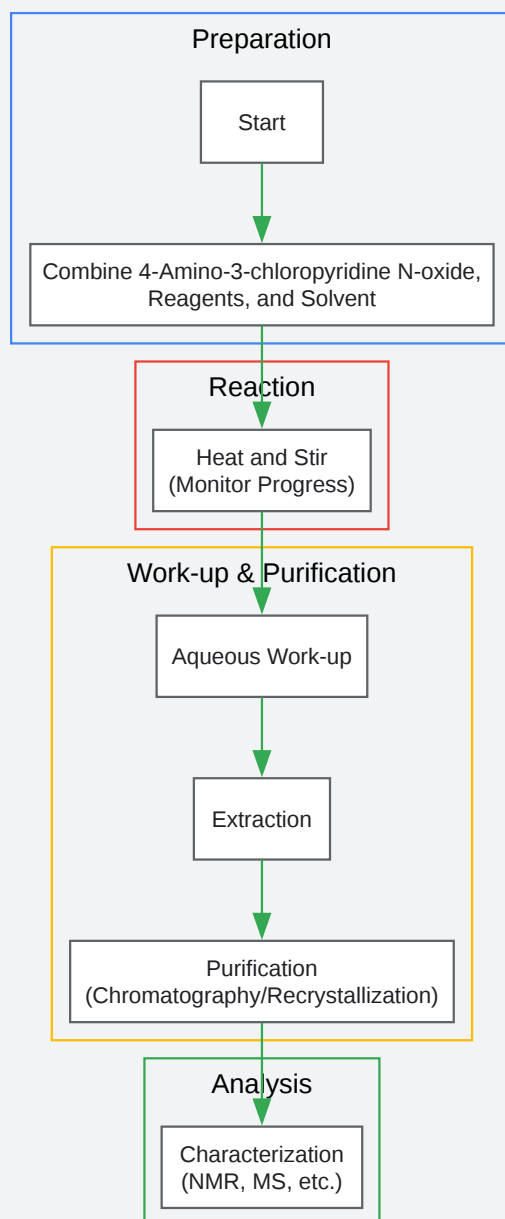 Preparation
Start
Combine 4-Amino-3-chloropyridine N-oxide,
Reagents, and Solvent
Reaction
Heat and Stir
(Monitor Progress)
Work-up & Purification
Aqueous Work-up
Extraction
Purification
(Chromatography/Recrystallization)
Analysis
Characterization
(NMR, MS, etc.)